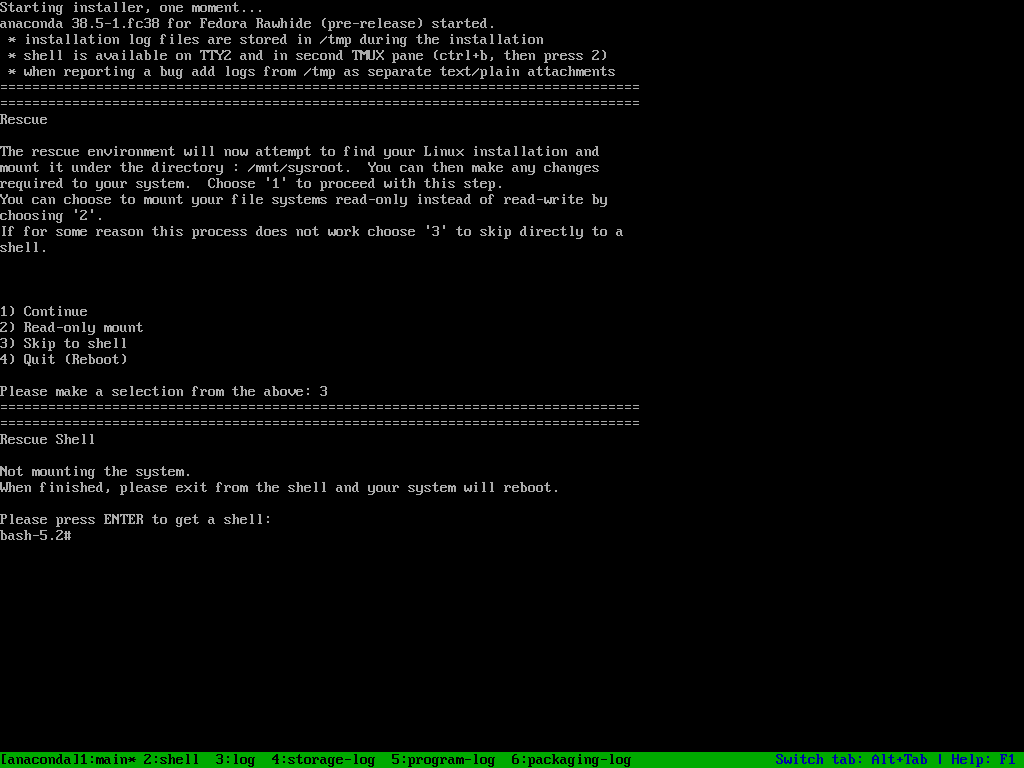 Starting installer, one moment...
anaconda 38.5-1.fc38 for Fedora Rawhide (pre-release) started.
 * installation log files are stored in /tmp during the installation
 * shell is available on TTY2 and in second TMUX pane (ctrl+b, then press 2)
 * when reporting a bug add logs from /tmp as separate text/plain attachments
================================================================================
================================================================================
Rescue
The rescue environment will now attempt to find your Linux installation and
mount it under the directory : /mnt/sysroot.  You can then make any changes
required to your system.  Choose '1' to proceed with this step.
You can choose to mount your file systems read-only instead of read-write by
choosing '2'.
If for some reason this process does not work choose '3' to skip directly to a
shell.
1) Continue
2) Read-only mount
3) Skip to shell
4) Quit (Reboot)
Please make a selection from the above: 3
================================================================================
================================================================================
Rescue Shell
Not mounting the system.
When finished, please exit from the shell and your system will reboot.
Please press ENTER to get a shell:
bash-5.2#
[anaconda]1:main* 2:shell  3:log  4:storage-log  5:program-log  6:packaging-log Switch tab: Alt+Tab | Help: F1